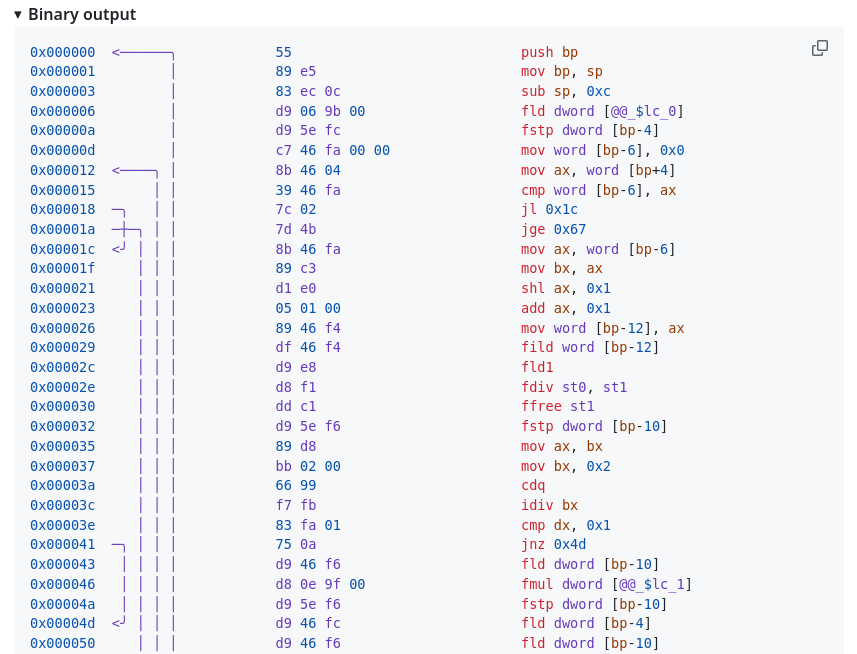 ▼ Binary output
0x000000 55 push bp
0x000001 89 e5 mov bp, sp
0x000003 83 ec 0c sub sp, 0xc
0x000006 d9 06 9b 00 fld dword [@@_$lc_0]
0x00000a d9 5e fc fstp dword [bp-4]
0x00000d c7 46 fa 00 00 mov word [bp-6], 0x0
0x000012 8b 46 04 mov ax, word [bp+4]
0x000015 39 46 fa cmp word [bp-6], ax
0x000018 7c 02 jl 0x1c
0x00001a 7d 4b jge 0x67
0x00001c 8b 46 fa mov ax, word [bp-6]
0x00001f 89 c3 mov bx, ax
0x000021 d1 e0 shl ax, 0x1
0x000023 05 01 00 add ax, 0x1
0x000026 89 46 f4 mov word [bp-12], ax
0x000029 df 46 f4 fild word [bp-12]
0x00002c d9 e8 fld1
0x00002e d8 f1 fdiv st0, st1
0x000030 dd c1 ffree st1
0x000032 d9 5e f6 fstp dword [bp-10]
0x000035 89 d8 mov ax, bx
0x000037 bb 02 00 mov bx, 0x2
0x00003a 66 99 cdq
0x00003c f7 fb idiv bx
0x00003e 83 fa 01 cmp dx, 0x1
0x000041 75 0a jnz 0x4d
0x000043 d9 46 f6 fld dword [bp-10]
0x000046 d8 0e 9f 00 fmul dword [@@_$lc_1]
0x00004a d9 5e f6 fstp dword [bp-10]
0x00004d d9 46 fc fld dword [bp-4]
0x000050 d9 46 f6 fld dword [bp-10]